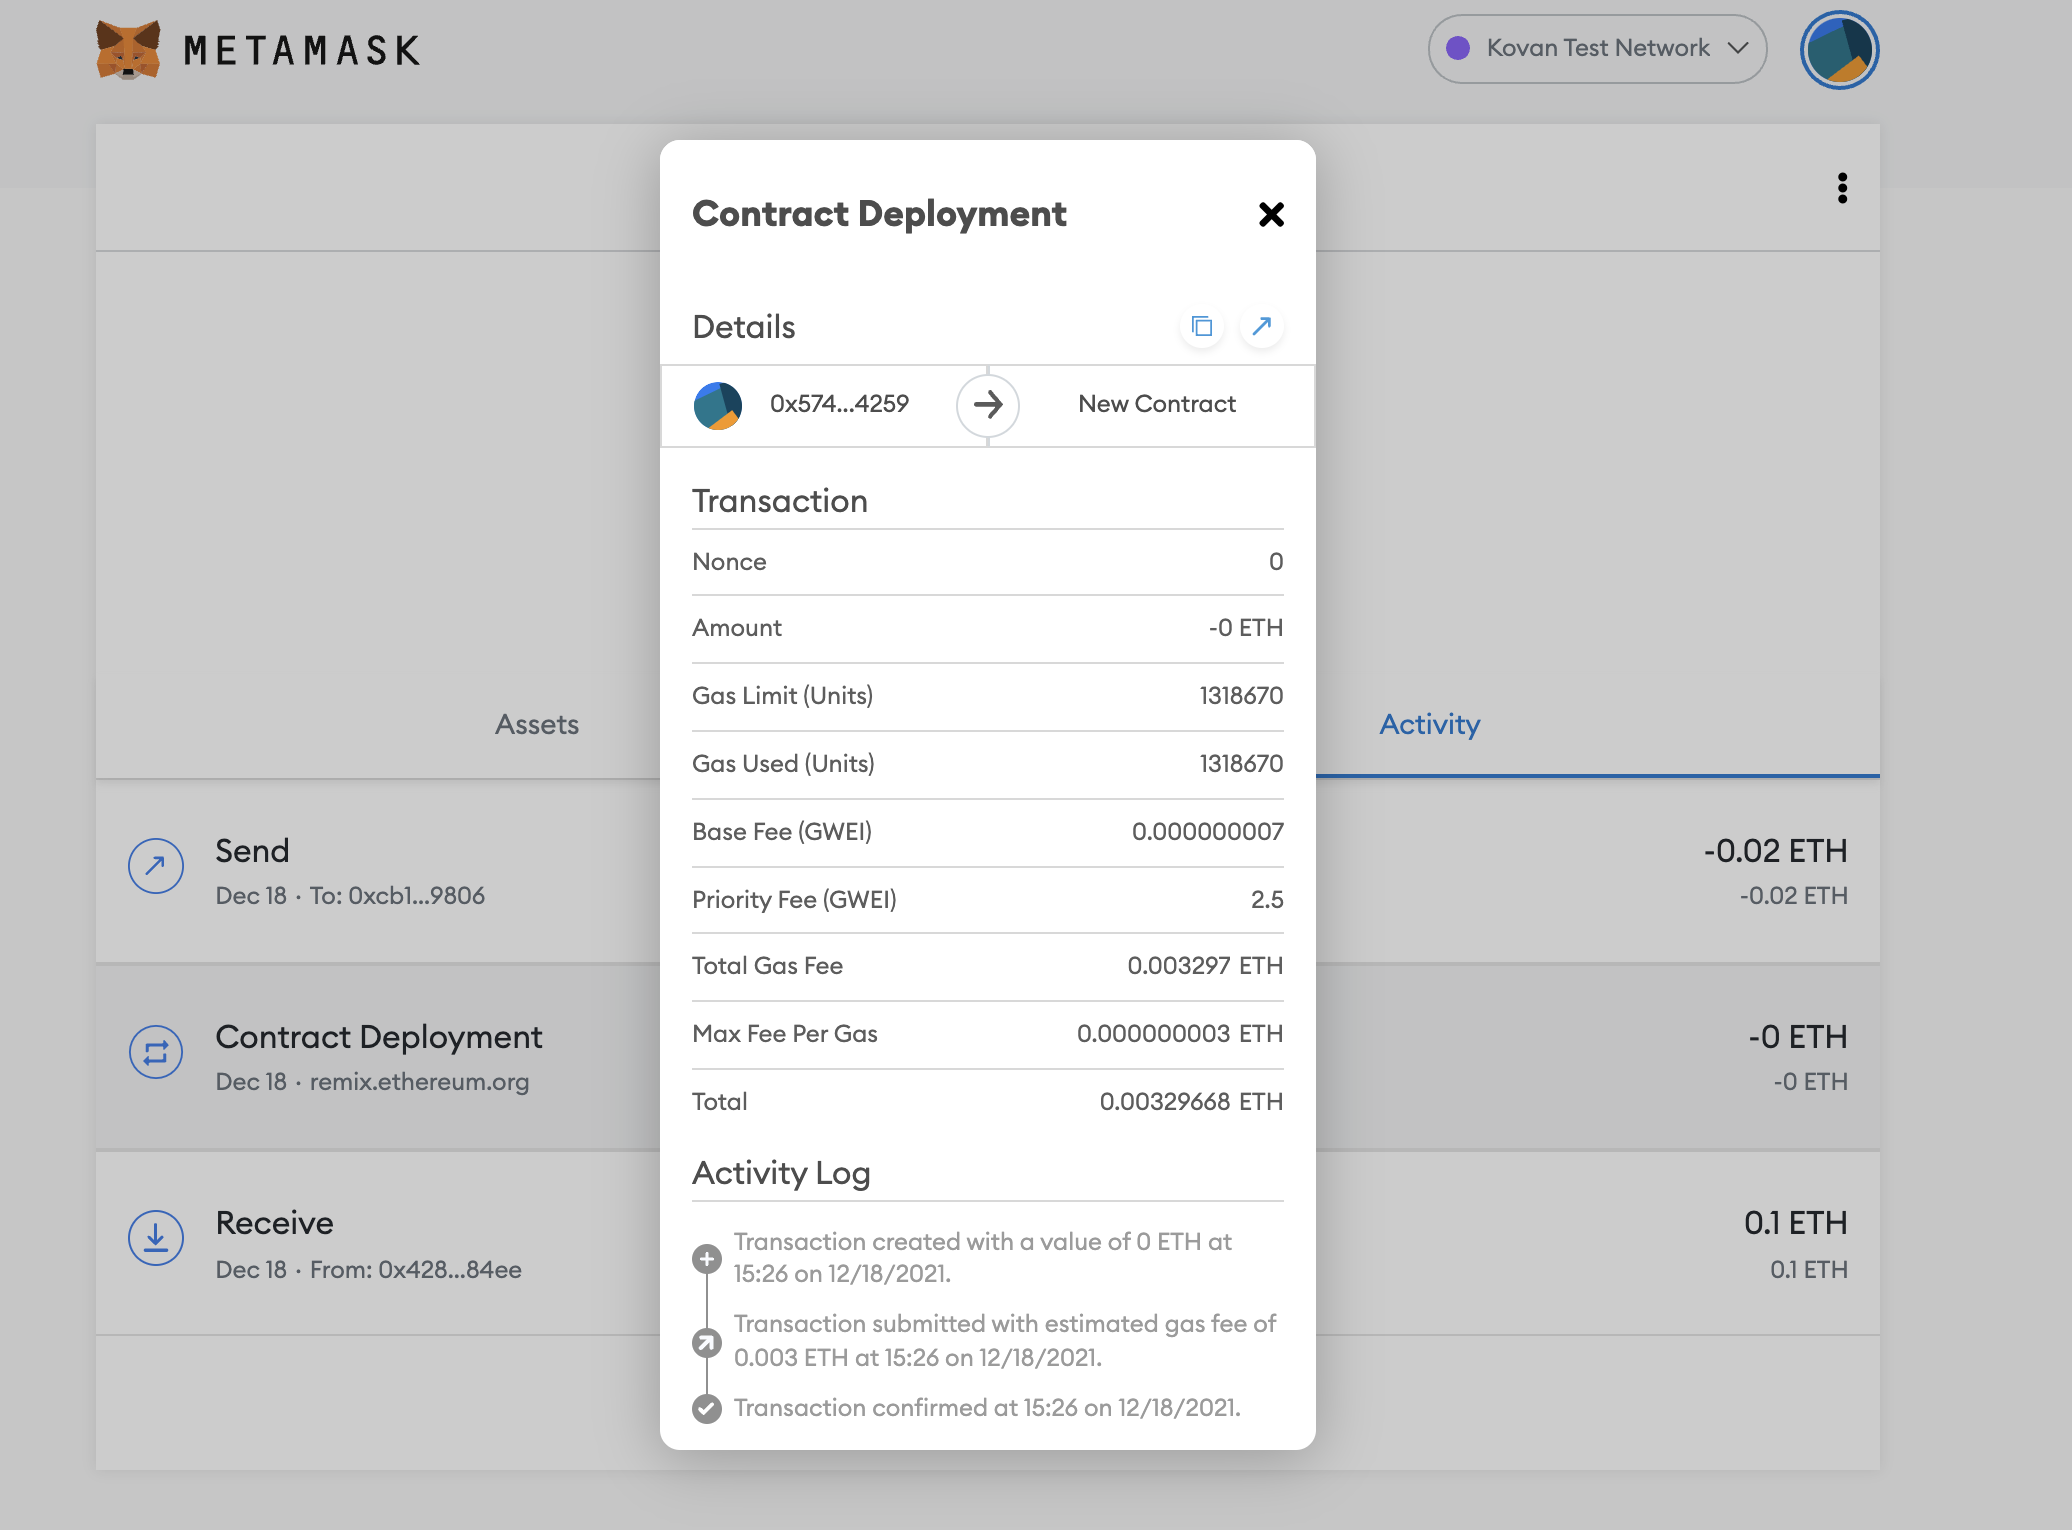 METAMASK
Kovan Test Network
Contract Deployment
Details
0x574...4259
New Contract
Transaction
Nonce 0
Amount -0 ETH
Gas Limit (Units) 1318670
Gas Used (Units) 1318670
Base Fee (GWEI) 0.000000007
Priority Fee (GWEI) 2.5
Total Gas Fee 0.003297 ETH
Max Fee Per Gas 0.000000003 ETH
Total 0.00329668 ETH
Activity Log
Transaction created with a value of 0 ETH at
15:26 on 12/18/2021.
Transaction submitted with estimated gas fee of
0.003 ETH at 15:26 on 12/18/2021.
Transaction confirmed at 15:26 on 12/18/2021.
Assets
Activity
Send
Dec 18 · To: 0xcb1...9806
-0.02 ETH
-0.02 ETH
Contract Deployment
Dec 18 · remix.ethereum.org
-0 ETH
-0 ETH
Receive
Dec 18 · From: 0x428...84ee
0.1 ETH
0.1 ETH